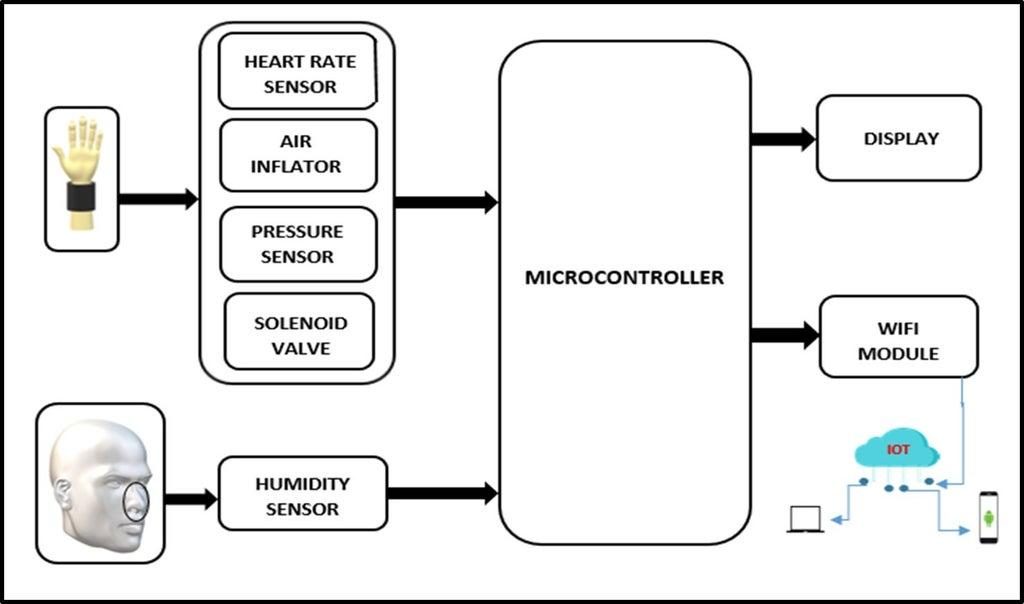 HEART RATE
SENSOR
AIR
INFLATOR
PRESSURE
SENSOR
SOLENOID
VALVE
HUMIDITY
SENSOR
MICROCONTROLLER
DISPLAY
WIFI
MODULE
IOT